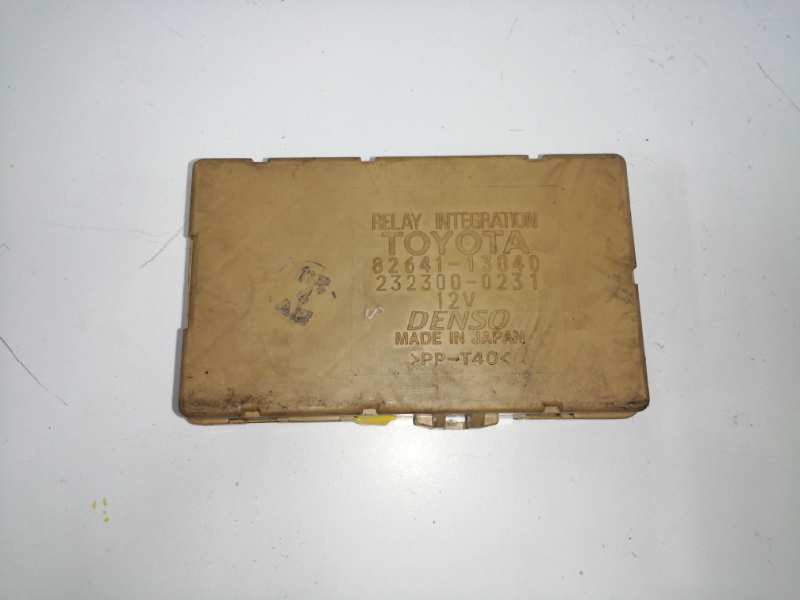 RELAY INTEGRATION
TOYOTA
82641-13040
232300-0231
12V
DENSO
MADE IN JAPAN
>PP-T40<